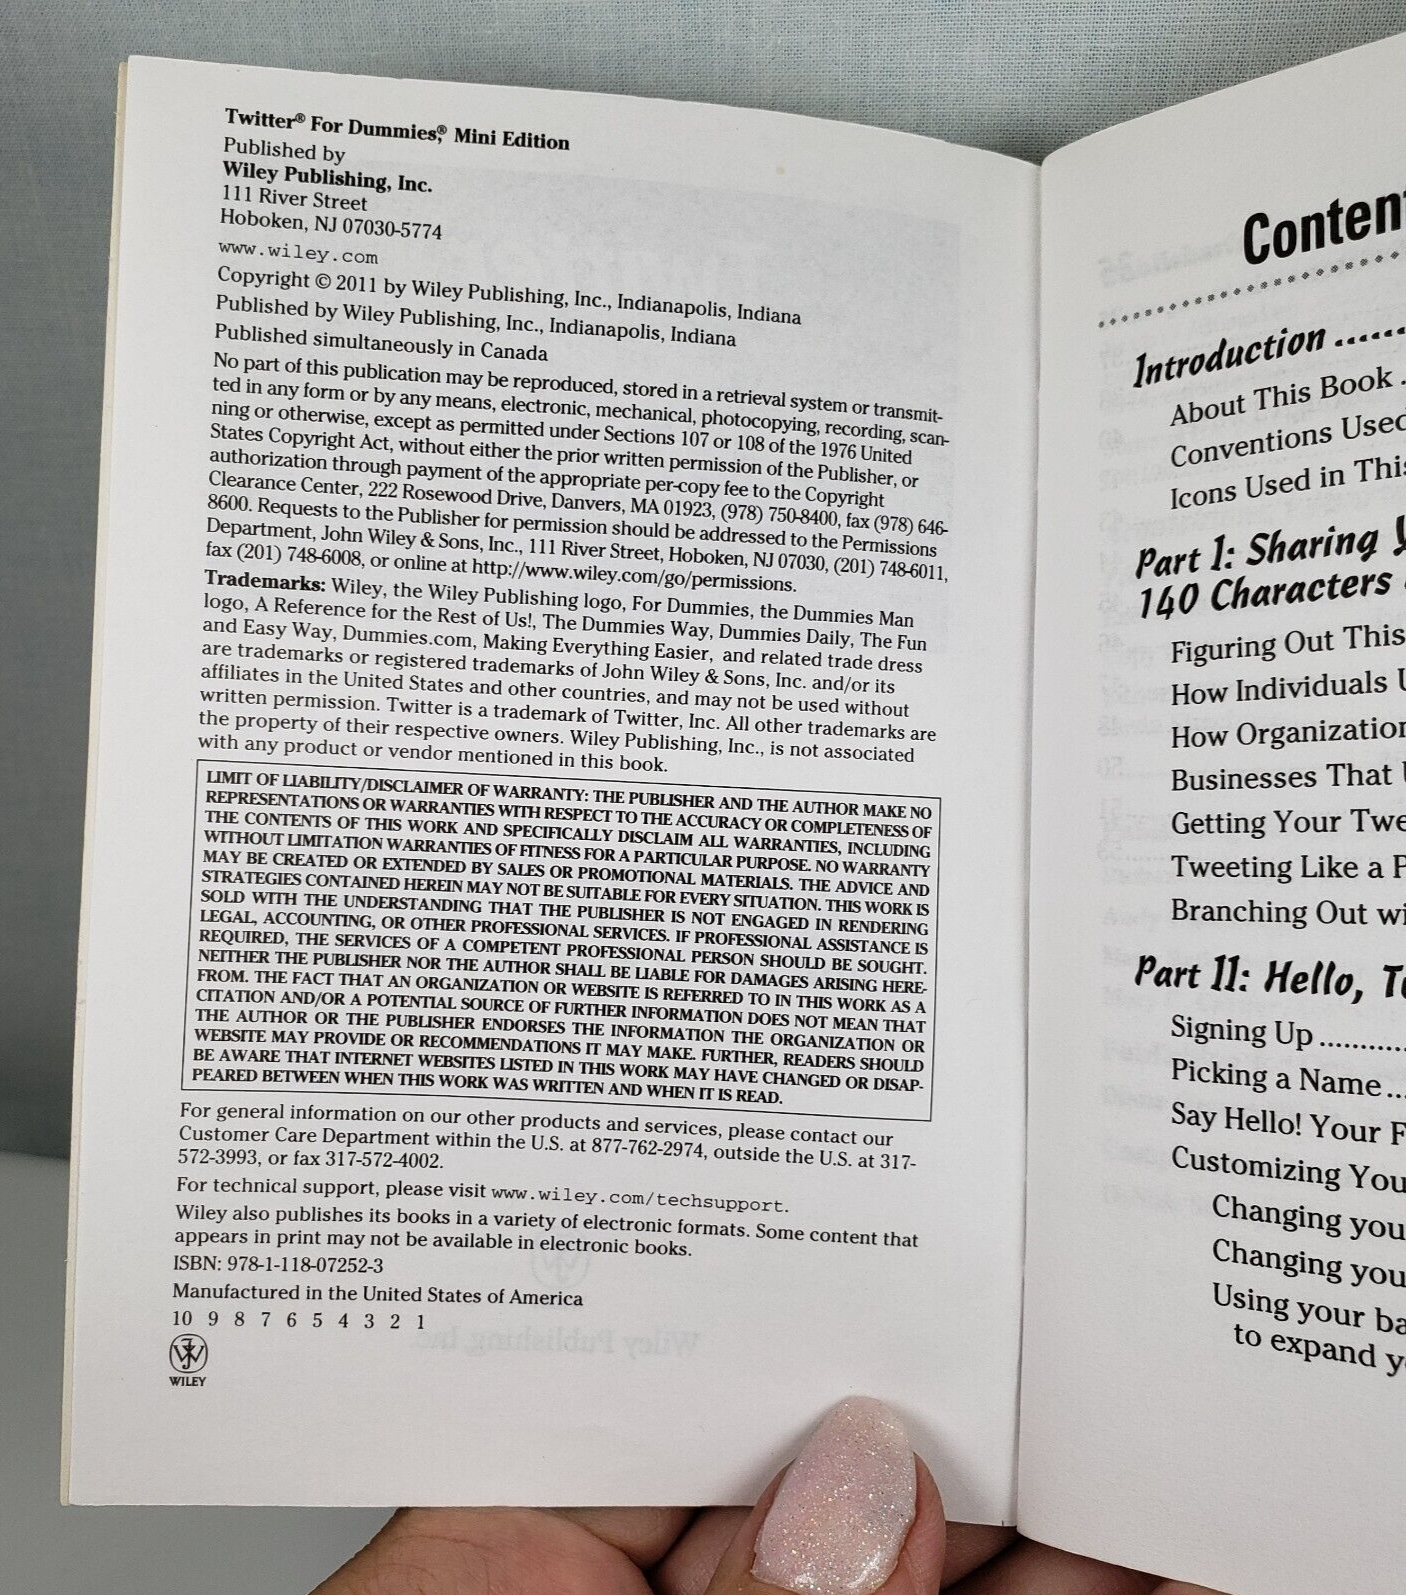 Twitter® For Dummies,® Mini Edition
Published by
Wiley Publishing, Inc.
111 River Street
Hoboken, NJ 07030-5774
www.wiley.com
Copyright © 2011 by Wiley Publishing, Inc., Indianapolis, Indiana
Published by Wiley Publishing, Inc., Indianapolis, Indiana
Published simultaneously in Canada
No part of this publication may be reproduced, stored in a retrieval system or transmit-
ted in any form or by any means, electronic, mechanical, photocopying, recording, scan-
ning or otherwise, except as permitted under Sections 107 or 108 of the 1976 United
States Copyright Act, without either the prior written permission of the Publisher, or
authorization through payment of the appropriate per-copy fee to the Copyright
Clearance Center, 222 Rosewood Drive, Danvers, MA 01923, (978) 750-8400, fax (978) 646-
8600. Requests to the Publisher for permission should be addressed to the Permissions
Department, John Wiley & Sons, Inc., 111 River Street, Hoboken, NJ 07030, (201) 748-6011,
fax (201) 748-6008, or online at http://www.wiley.com/go/permissions.
Trademarks: Wiley, the Wiley Publishing logo, For Dummies, the Dummies Man
logo, A Reference for the Rest of Us!, The Dummies Way, Dummies Daily, The Fun
and Easy Way, Dummies.com, Making Everything Easier, and related trade dress
are trademarks or registered trademarks of John Wiley & Sons, Inc. and/or its
affiliates in the United States and other countries, and may not be used without
written permission. Twitter is a trademark of Twitter, Inc. All other trademarks are
the property of their respective owners. Wiley Publishing, Inc., is not associated
with any product or vendor mentioned in this book.
LIMIT OF LIABILITY/DISCLAIMER OF WARRANTY: THE PUBLISHER AND THE AUTHOR MAKE NO
REPRESENTATIONS OR WARRANTIES WITH RESPECT TO THE ACCURACY OR COMPLETENESS OF
THE CONTENTS OF THIS WORK AND SPECIFICALLY DISCLAIM ALL WARRANTIES, INCLUDING
WITHOUT LIMITATION WARRANTIES OF FITNESS FOR A PARTICULAR PURPOSE. NO WARRANTY
MAY BE CREATED OR EXTENDED BY SALES OR PROMOTIONAL MATERIALS. THE ADVICE AND
STRATEGIES CONTAINED HEREIN MAY NOT BE SUITABLE FOR EVERY SITUATION. THIS WORK IS
SOLD WITH THE UNDERSTANDING THAT THE PUBLISHER IS NOT ENGAGED IN RENDERING
LEGAL, ACCOUNTING, OR OTHER PROFESSIONAL SERVICES. IF PROFESSIONAL ASSISTANCE IS
REQUIRED, THE SERVICES OF A COMPETENT PROFESSIONAL PERSON SHOULD BE SOUGHT.
NEITHER THE PUBLISHER NOR THE AUTHOR SHALL BE LIABLE FOR DAMAGES ARISING HERE-
FROM. THE FACT THAT AN ORGANIZATION OR WEBSITE IS REFERRED TO IN THIS WORK AS A
CITATION AND/OR A POTENTIAL SOURCE OF FURTHER INFORMATION DOES NOT MEAN THAT
THE AUTHOR OR THE PUBLISHER ENDORSES THE INFORMATION THE ORGANIZATION OR
WEBSITE MAY PROVIDE OR RECOMMENDATIONS IT MAY MAKE. FURTHER, READERS SHOULD
BE AWARE THAT INTERNET WEBSITES LISTED IN THIS WORK MAY HAVE CHANGED OR DISAP-
PEARED BETWEEN WHEN THIS WORK WAS WRITTEN AND WHEN IT IS READ.
For general information on our other products and services, please contact our
Customer Care Department within the U.S. at 877-762-2974, outside the U.S. at 317-
572-3993, or fax 317-572-4002.
For technical support, please visit www.wiley.com/techsupport.
Wiley also publishes its books in a variety of electronic formats. Some content that
appears in print may not be available in electronic books.
ISBN: 978-1-118-07252-3
Manufactured in the United States of America
10 9 8 7 6 5 4 3 2 1
WILEY
Conten
Introduction .......
About This Book .
Conventions Used
Icons Used in This
Part I: Sharing
140 Characters
Figuring Out This
How Individuals
How Organization
Businesses That
Getting Your Twe
Tweeting Like a P
Branching Out wi
Part II: Hello,
Signing Up ...........
Picking a Name ...
Say Hello! Your F
Customizing You
Changing you
Changing you
Using your ba
to expand y